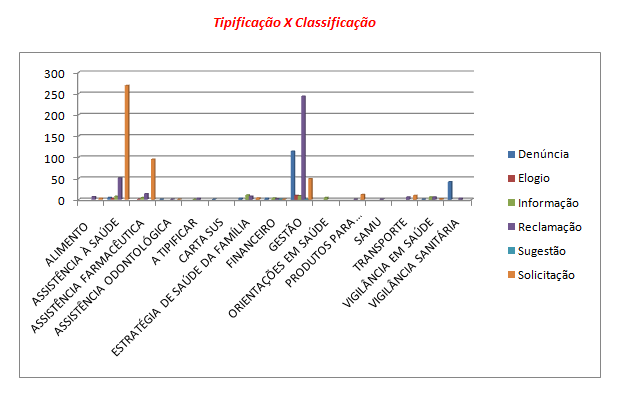 Tipificação X Classificação
300
250
200
150
100
50
0
ALIMENTO
ASSISTÊNCIA À SAÚDE
ASSISTÊNCIA FARMACÊUTICA
ASSISTÊNCIA ODONTOLÓGICA
A TIPIFICAR
CARTA SUS
ESTRATÉGIA DE SAÚDE DA FAMÍLIA
FINANCEIRO
GESTÃO
ORIENTAÇÕES EM SAÚDE
PRODUTOS PARA...
SAMU
TRANSPORTE
VIGILÂNCIA EM SAÚDE
VIGILÂNCIA SANITÁRIA
Denúncia
Elogio
Informação
Reclamação
Sugestão
Solicitação